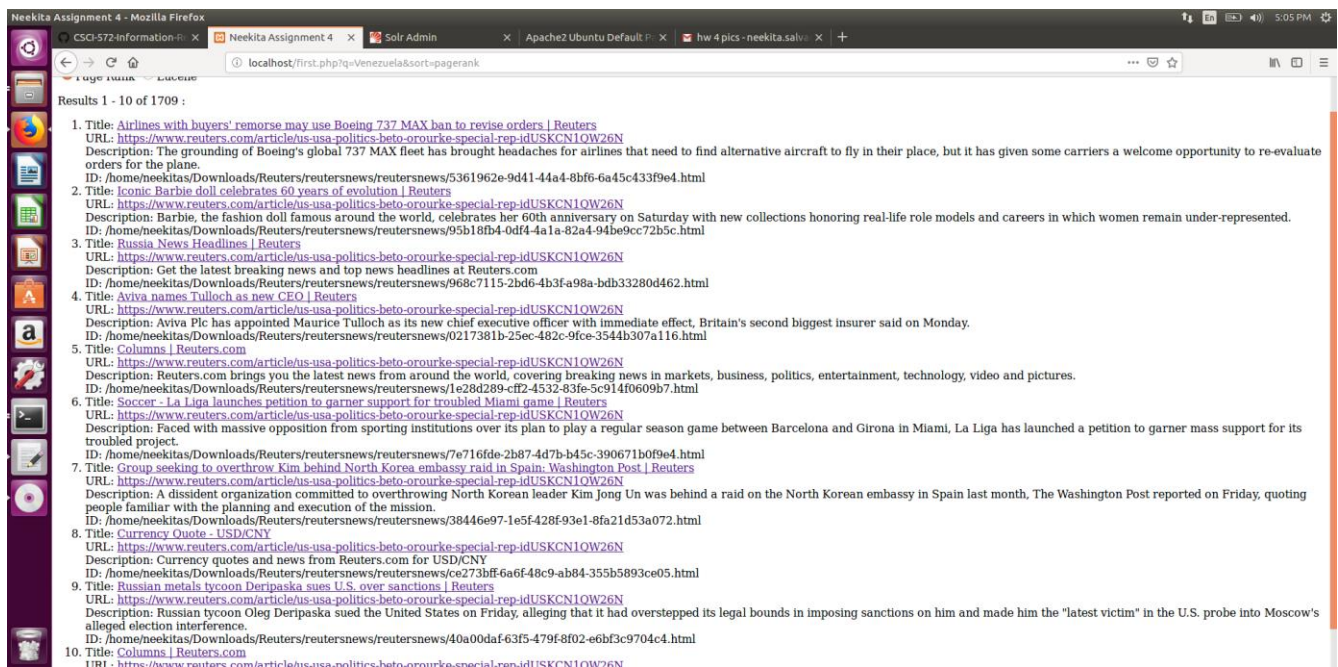 Neekita Assignment 4 - Mozilla Firefox
En 5:05 PM
CSCI-572-Information-R
Neekita Assignment 4
Solr Admin
Apache2 Ubuntu Default P
hw 4 pics - neekita.salva
localhost/first.php?q=Venezuela&sort=pagerank
Page Rank Lucene
Results 1 - 10 of 1709 :
1. Title: Airlines with buyers' remorse may use Boeing 737 MAX ban to revise orders | Reuters
URL: https://www.reuters.com/article/us-usa-politics-beto-orourke-special-rep-idUSKCN1QW26N
Description: The grounding of Boeing's global 737 MAX fleet has brought headaches for airlines that need to find alternative aircraft to fly in their place, but it has given some carriers a welcome opportunity to re-evaluate
orders for the plane.
ID: /home/neekitas/Downloads/Reuters/reutersnews/reutersnews/5361962e-9d41-44a4-8bf6-6a45c433f9e4.html
2. Title: Iconic Barbie doll celebrates 60 years of evolution | Reuters
URL: https://www.reuters.com/article/us-usa-politics-beto-orourke-special-rep-idUSKCN1QW26N
Description: Barbie, the fashion doll famous around the world, celebrates her 60th anniversary on Saturday with new collections honoring real-life role models and careers in which women remain under-represented.
ID: /home/neekitas/Downloads/Reuters/reutersnews/reutersnews/95b18fb4-0df4-4a1a-82a4-94be9cc72b5c.html
3. Title: Russia News Headlines | Reuters
URL: https://www.reuters.com/article/us-usa-politics-beto-orourke-special-rep-idUSKCN1QW26N
Description: Get the latest breaking news and top news headlines at Reuters.com
ID: /home/neekitas/Downloads/Reuters/reutersnews/reutersnews/968c7115-2bd6-4b3f-a98a-bdb33280d462.html
4. Title: Aviva names Tulloch as new CEO | Reuters
URL: https://www.reuters.com/article/us-usa-politics-beto-orourke-special-rep-idUSKCN1QW26N
Description: Aviva Plc has appointed Maurice Tulloch as its new chief executive officer with immediate effect, Britain's second biggest insurer said on Monday.
ID: /home/neekitas/Downloads/Reuters/reutersnews/reutersnews/0217381b-25ec-482c-9fce-3544b307a116.html
5. Title: Columns | Reuters.com
URL: https://www.reuters.com/article/us-usa-politics-beto-orourke-special-rep-idUSKCN1QW26N
Description: Reuters.com brings you the latest news from around the world, covering breaking news in markets, business, politics, entertainment, technology, video and pictures.
ID: /home/neekitas/Downloads/Reuters/reutersnews/reutersnews/1e28d289-cff2-4532-83fe-5c914f0609b7.html
6. Title: Soccer - La Liga launches petition to garner support for troubled Miami game | Reuters
URL: https://www.reuters.com/article/us-usa-politics-beto-orourke-special-rep-idUSKCN1QW26N
Description: Faced with massive opposition from sporting institutions over its plan to play a regular season game between Barcelona and Girona in Miami, La Liga has launched a petition to garner mass support for its
troubled project.
ID: /home/neekitas/Downloads/Reuters/reutersnews/reutersnews/7e716fde-2b87-4d7b-b45c-390671b0f9e4.html
7. Title: Group seeking to overthrow Kim behind North Korea embassy raid in Spain: Washington Post | Reuters
URL: https://www.reuters.com/article/us-usa-politics-beto-orourke-special-rep-idUSKCN1QW26N
Description: A dissident organization committed to overthrowing North Korean leader Kim Jong Un was behind a raid on the North Korean embassy in Spain last month, The Washington Post reported on Friday, quoting
people familiar with the planning and execution of the mission.
ID: /home/neekitas/Downloads/Reuters/reutersnews/reutersnews/38446e97-1e5f-428f-93e1-8fa21d53a072.html
8. Title: Currency Quote - USD/CNY
URL: https://www.reuters.com/article/us-usa-politics-beto-orourke-special-rep-idUSKCN1QW26N
Description: Currency quotes and news from Reuters.com for USD/CNY
ID: /home/neekitas/Downloads/Reuters/reutersnews/reutersnews/ce273bff-6a6f-48c9-ab84-355b5893ce05.html
9. Title: Russian metals tycoon Deripaska sues U.S. over sanctions | Reuters
URL: https://www.reuters.com/article/us-usa-politics-beto-orourke-special-rep-idUSKCN1QW26N
Description: Russian tycoon Oleg Deripaska sued the United States on Friday, alleging that it had overstepped its legal bounds in imposing sanctions on him and made him the "latest victim" in the U.S. probe into Moscow's
alleged election interference.
ID: /home/neekitas/Downloads/Reuters/reutersnews/reutersnews/40a00daf-63f5-479f-8f02-e6bf3c9704c4.html
10. Title: Columns | Reuters.com
URL: https://www.reuters.com/article/us-usa-politics-beto-orourke-special-rep-idUSKCN1QW26N